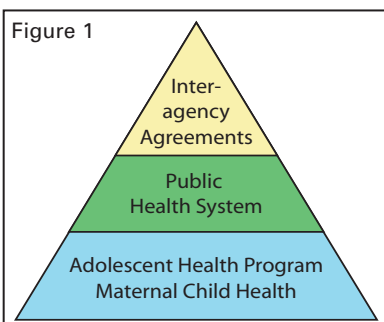 Figure 1
Inter-
agency
Agreements
Public
Health System
Adolescent Health Program
Maternal Child Health